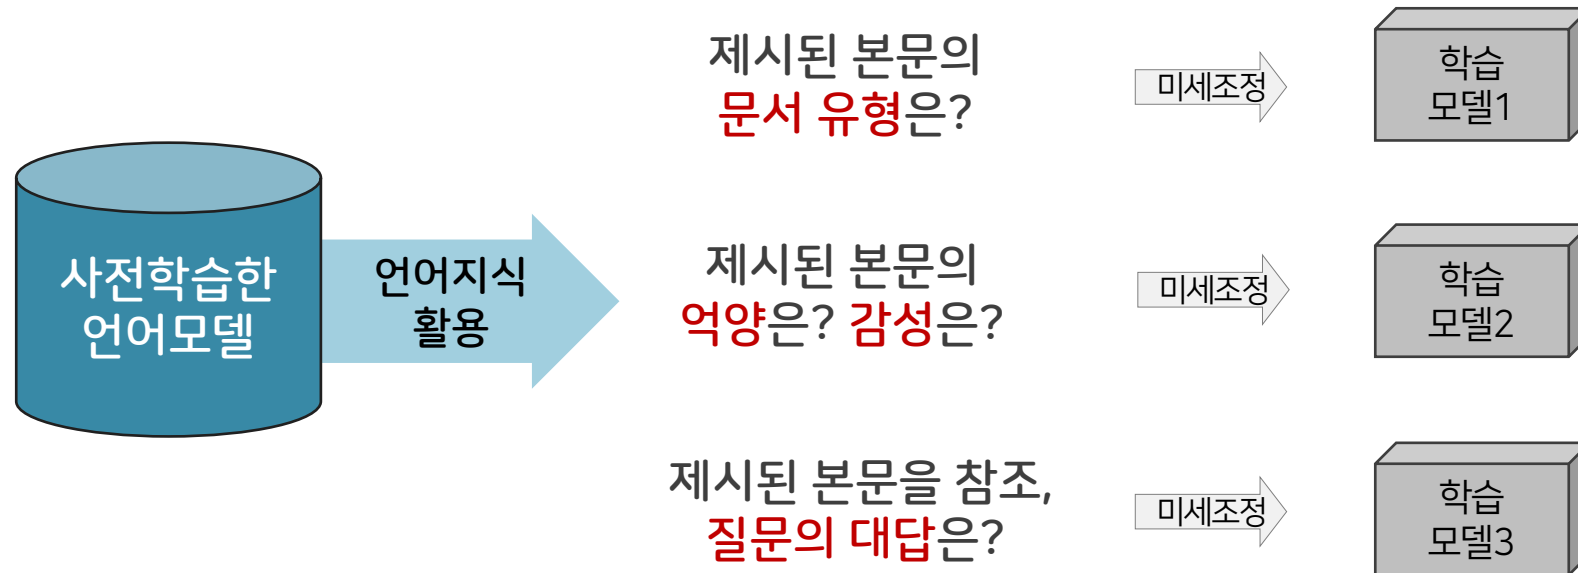 제시된 본문의
문서 유형은?
미세조정
학습
모델1
사전학습한
언어모델
언어지식
활용
제시된 본문의
억양은? 감성은?
미세조정
학습
모델2
제시된 본문을 참조,
질문의 대답은?
미세조정
학습
모델3